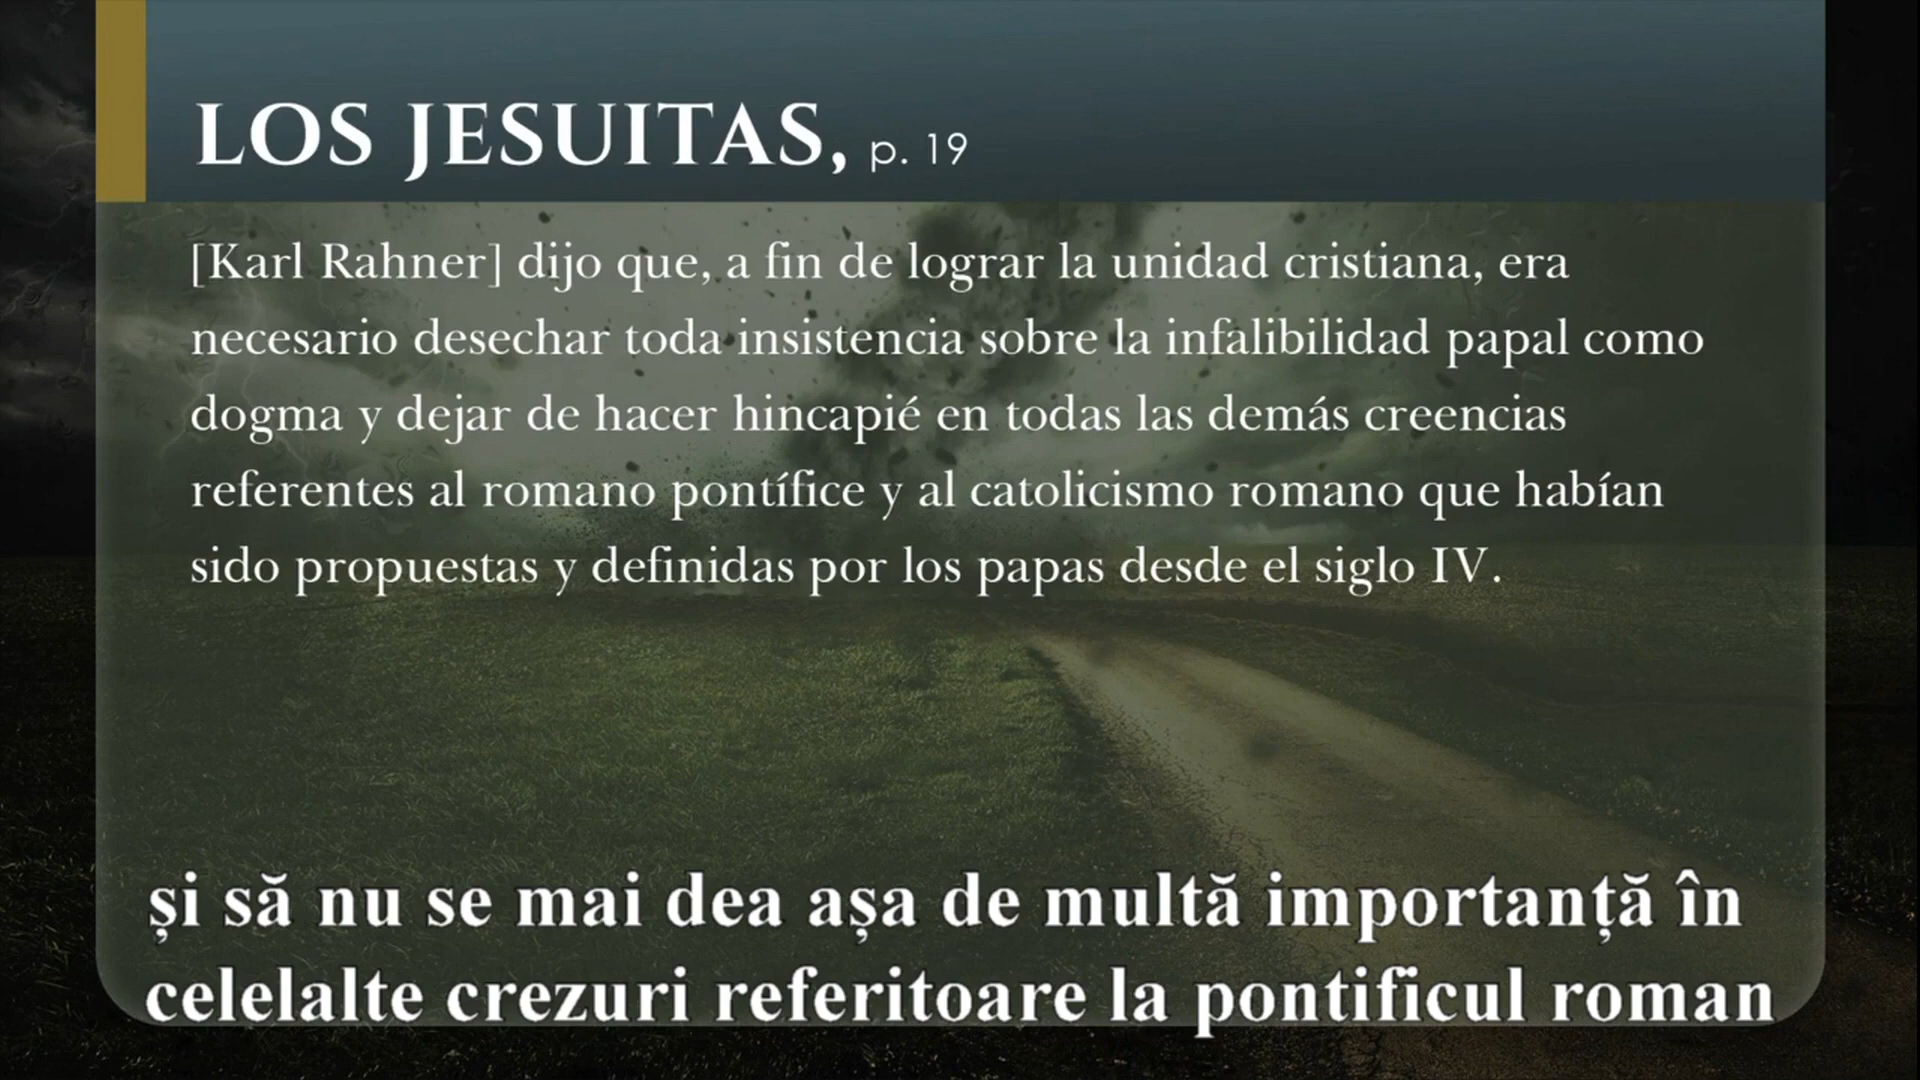 LOS JESUITAS, p. 19
[Karl Rahner] dijo que, a fin de lograr la unidad cristiana, era
necesario desechar toda insistencia sobre la infalibilidad papal como
dogma y dejar de hacer hincapié en todas las demás creencias
referentes al romano pontífice y al catolicismo romano que habían
sido propuestas y definidas por los papas desde el siglo IV.
și să nu se mai dea așa de multă importanță în
celelalte crezuri referitoare la pontificul roman